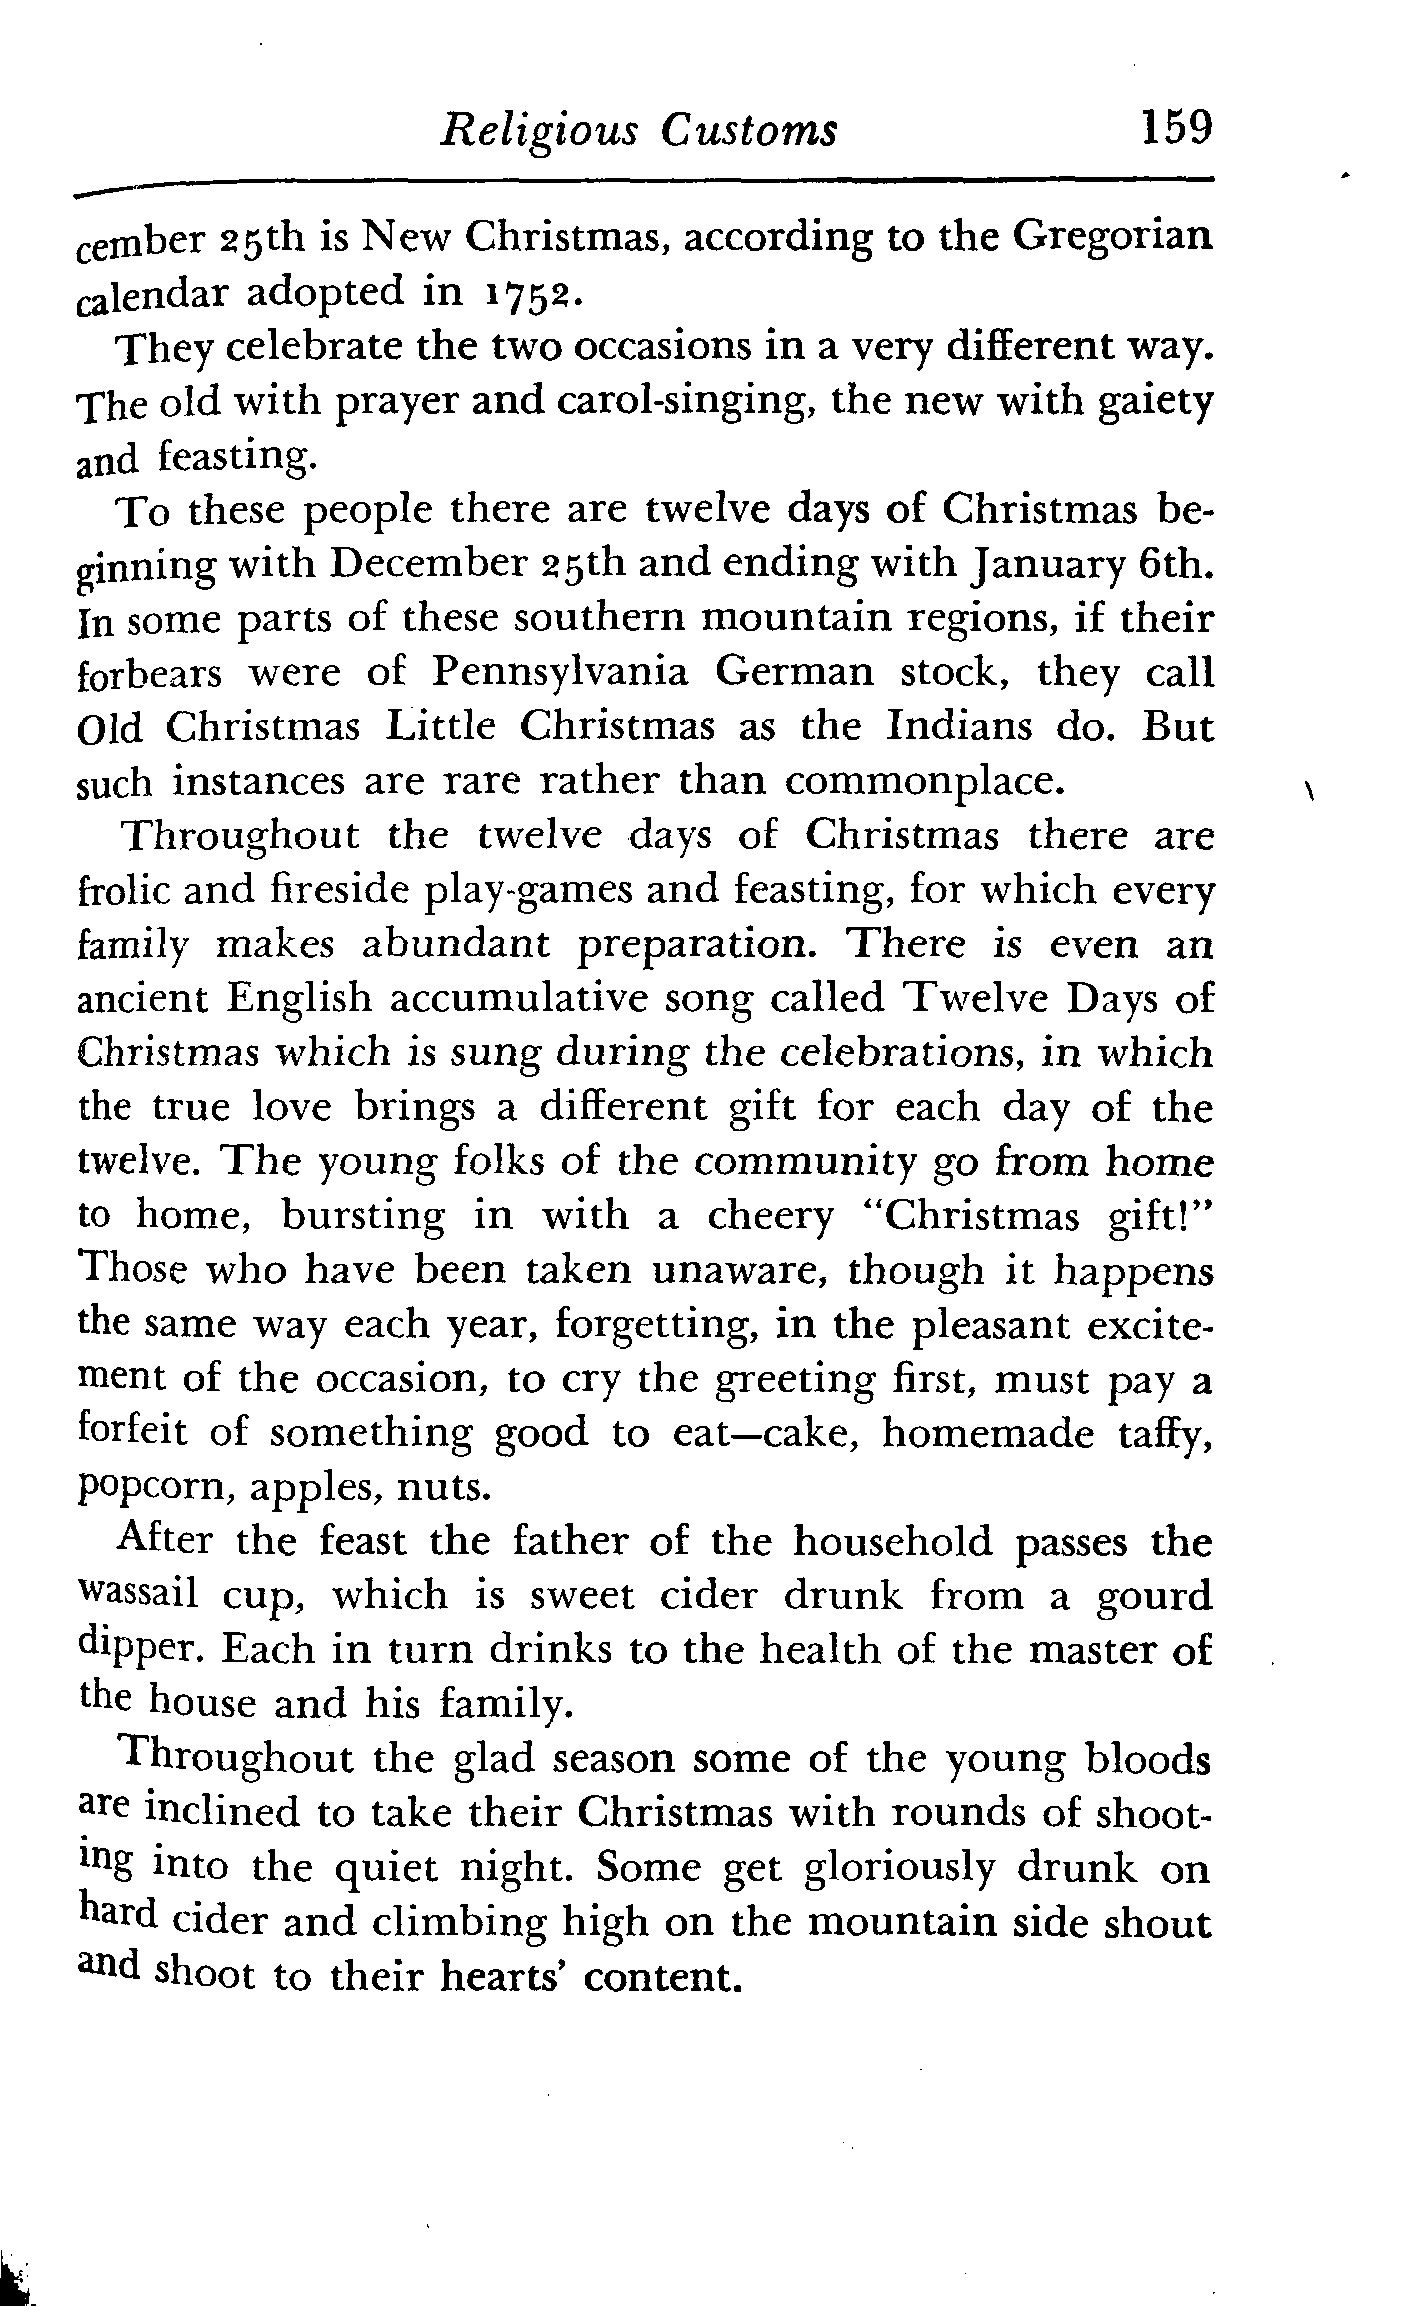 Religious Customs 159
cember 25th is New Christmas, according to the Gregorian
calendar adopted in 1752.
They celebrate the two occasions in a very different way.
The old with prayer and carol-singing, the new with gaiety
and feasting.
To these people there are twelve days of Christmas be-
ginning with December 25th and ending with January 6th.
In some parts of these southern mountain regions, if their
forbears were of Pennsylvania German stock, they call
Old Christmas Little Christmas as the Indians do. But
such instances are rare rather than commonplace.
Throughout the twelve days of Christmas there are
frolic and fireside play-games and feasting, for which every
family makes abundant preparation. There is even an
ancient English accumulative song called Twelve Days of
Christmas which is sung during the celebrations, in which
the true love brings a different gift for each day of the
twelve. The young folks of the community go from home
to home, bursting in with a cheery "Christmas gift!"
Those who have been taken unaware, though it happens
the same way each year, forgetting, in the pleasant excite-
ment of the occasion, to cry the greeting first, must pay a
forfeit of something good to eat—cake, homemade taffy,
popcorn, apples, nuts.
After the feast the father of the household passes the
wassail cup, which is sweet cider drunk from a gourd
dipper. Each in turn drinks to the health of the master of
the house and his family.
Throughout the glad season some of the young bloods
are inclined to take their Christmas with rounds of shoot-
ing into the quiet night. Some get gloriously drunk on
hard cider and climbing high on the mountain side shout
and shoot to their hearts' content.